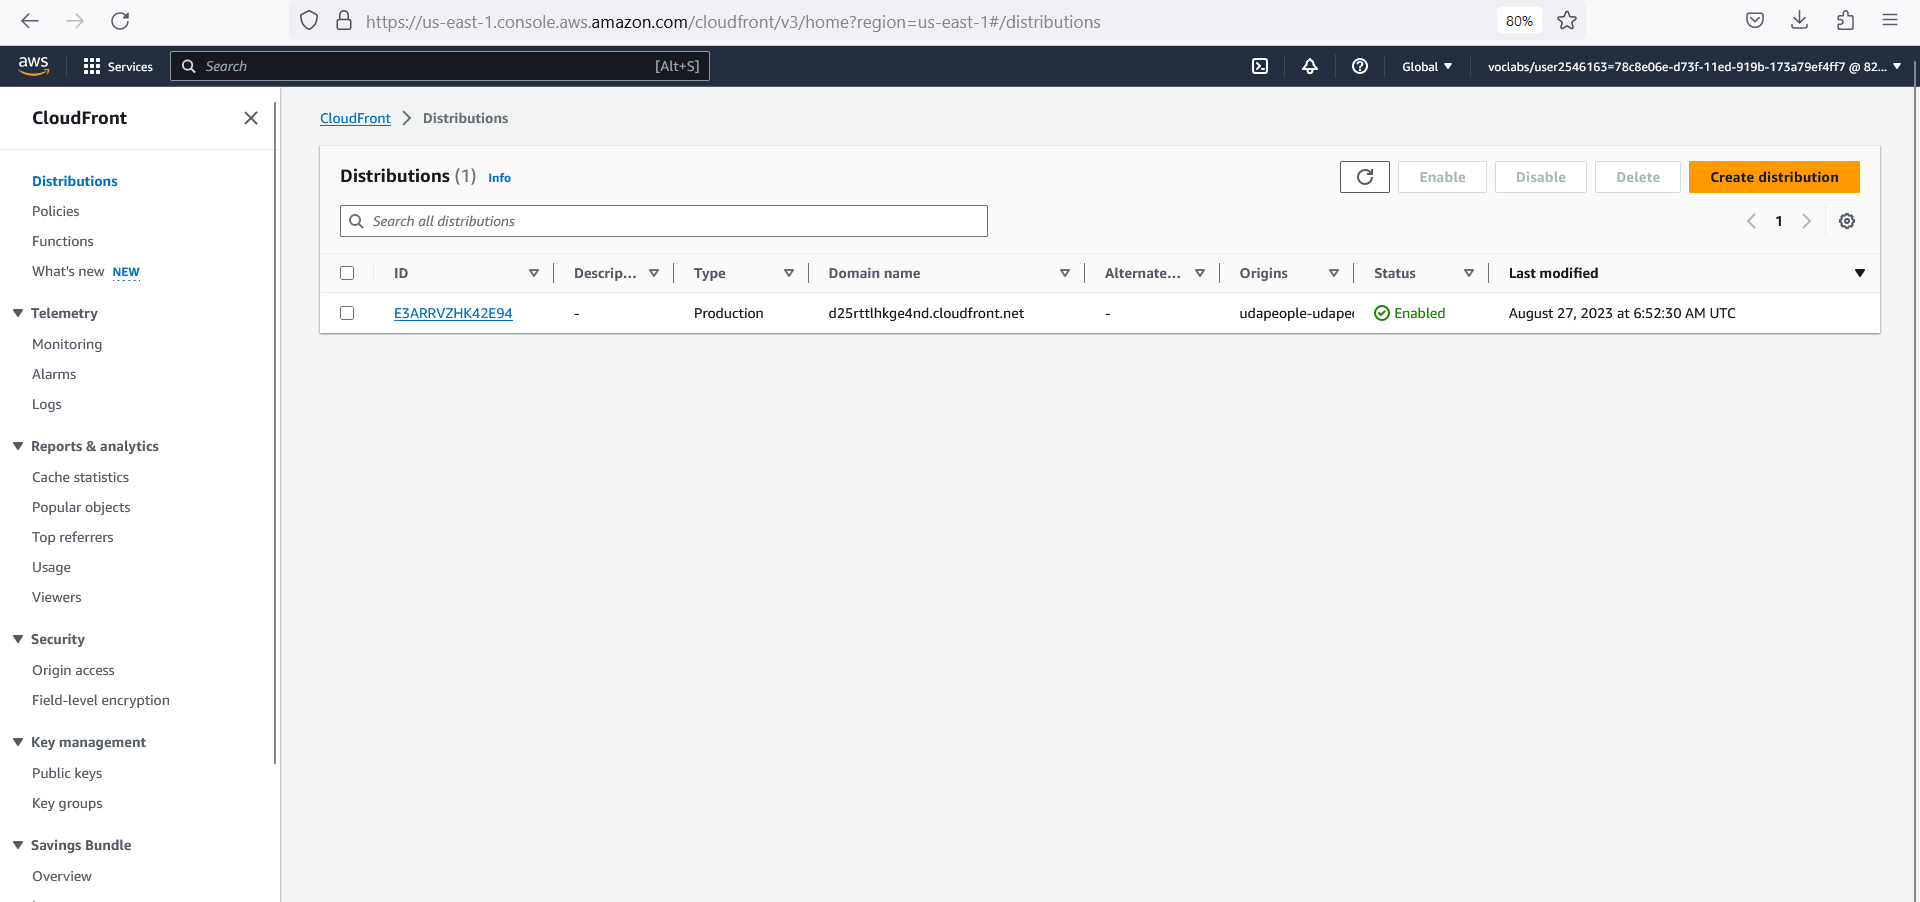 https://us-east-1.console.aws.amazon.com/cloudfront/v3/home?region=us-east-1#/distributions
80%
aws
Services
Search
[Alt+S]
Global
voclabs/user2546163=78c8e06e-d73f-11ed-919b-173a79ef4ff7 @ 82...
CloudFront
Distributions
Policies
Functions
What's new NEW
Telemetry
Monitoring
Alarms
Logs
Reports & analytics
Cache statistics
Popular objects
Top referrers
Usage
Viewers
Security
Origin access
Field-level encryption
Key management
Public keys
Key groups
Savings Bundle
Overview
CloudFront > Distributions
Distributions (1) Info
Enable
Disable
Delete
Create distribution
Search all distributions
1
ID Descrip... Type Domain name Alternate... Origins Status Last modified
E3ARRVZHK42E94 - Production d25rttlhkge4nd.cloudfront.net - udapeople-udape Enabled August 27, 2023 at 6:52:30 AM UTC